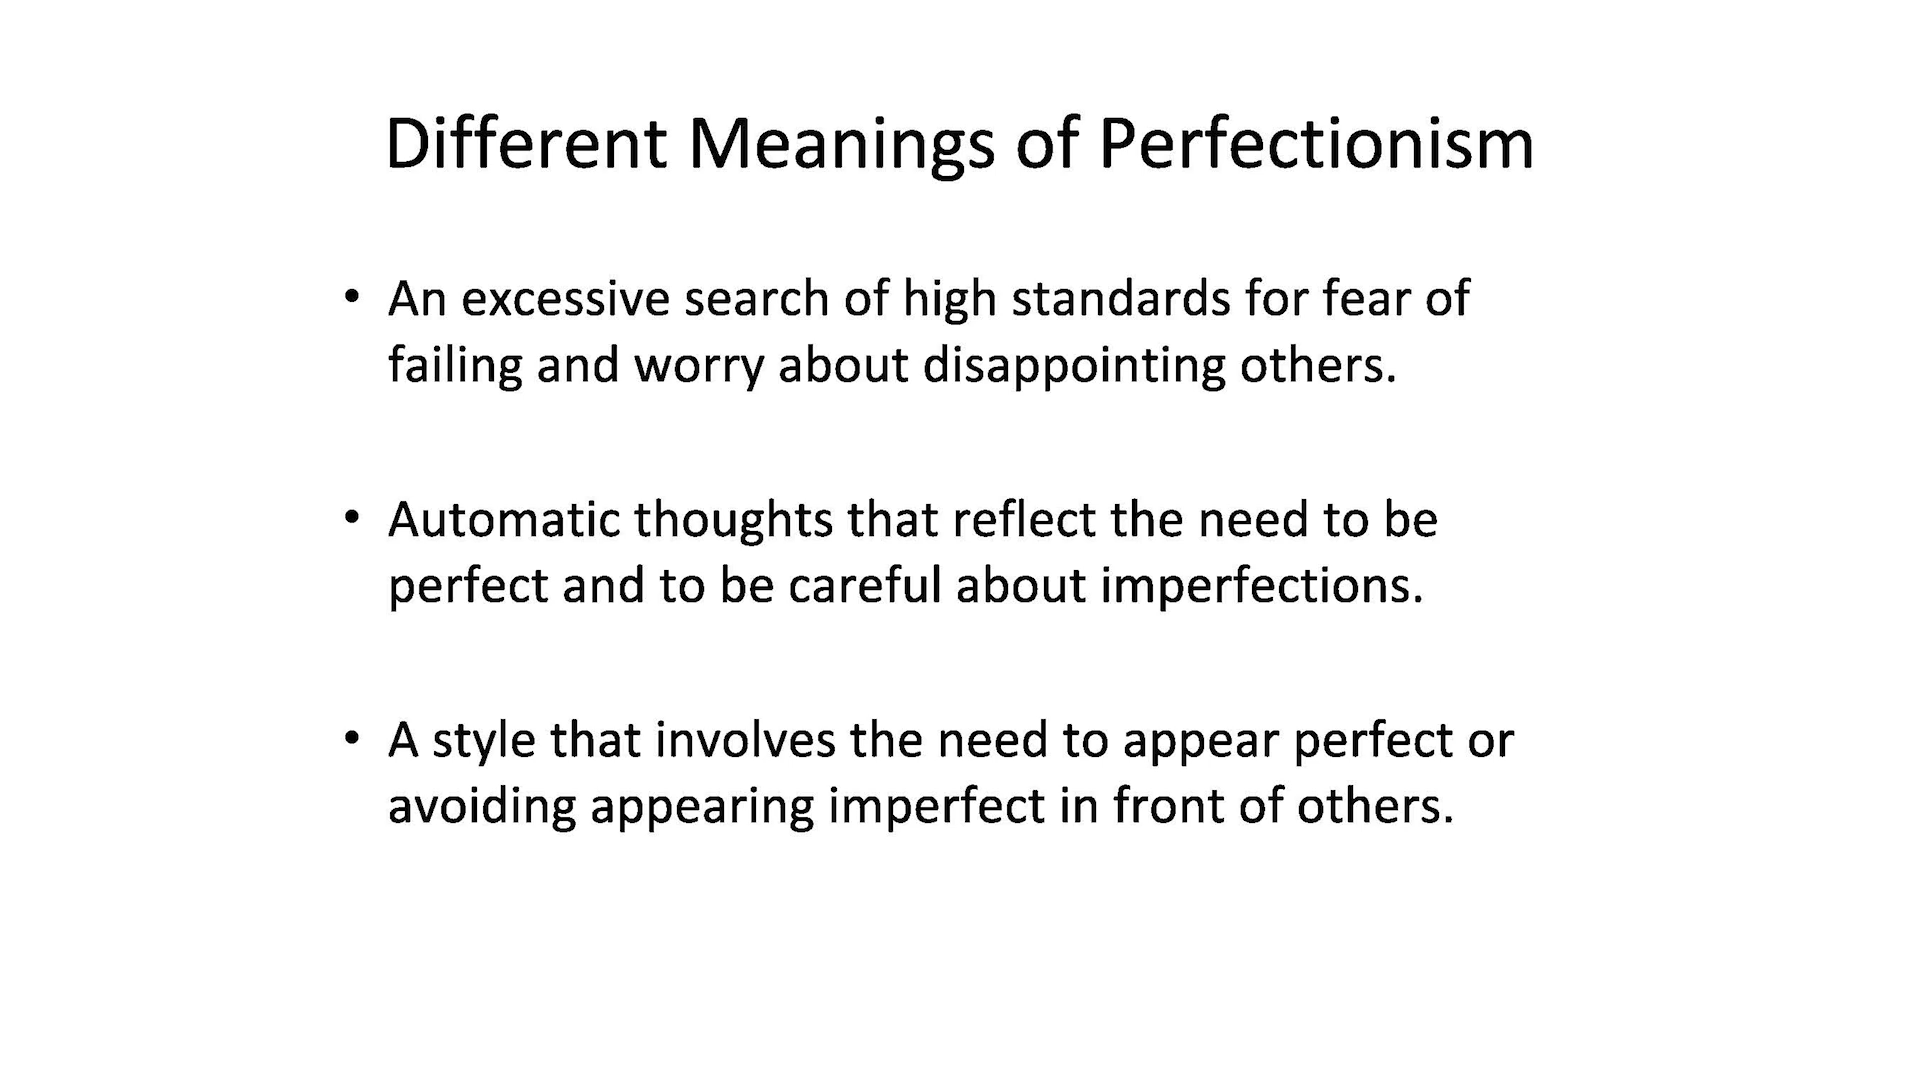 Different Meanings of Perfectionism
• An excessive search of high standards for fear of
failing and worry about disappointing others.
• Automatic thoughts that reflect the need to be
perfect and to be careful about imperfections.
• A style that involves the need to appear perfect or
avoiding appearing imperfect in front of others.